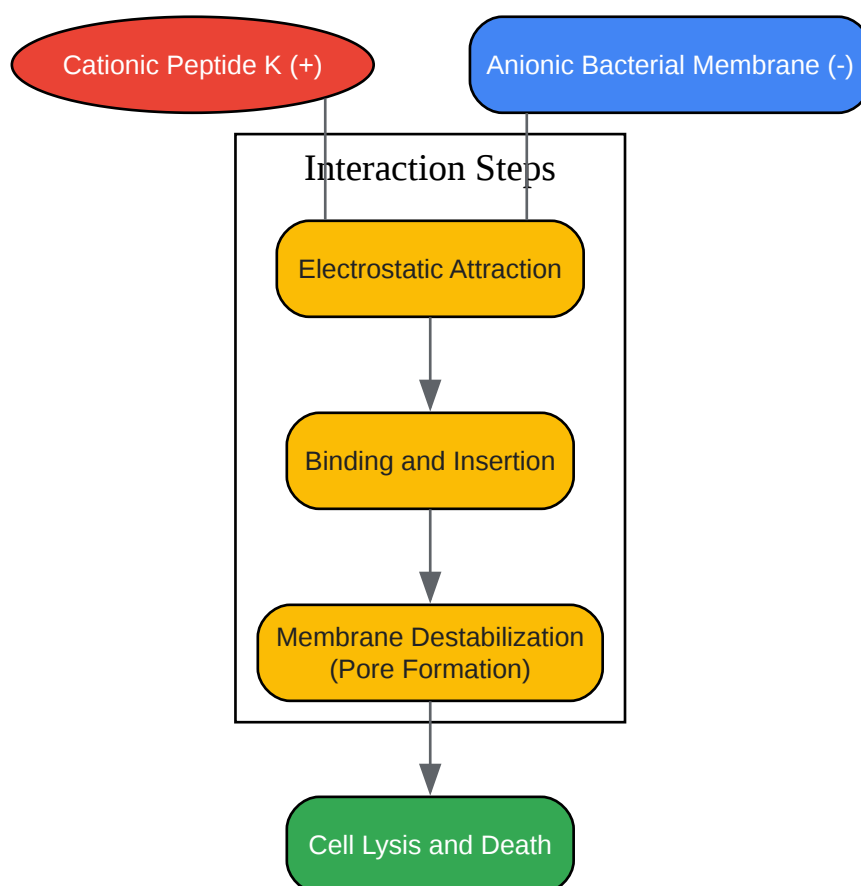 Cationic Peptide K (+)
Anionic Bacterial Membrane (-)
Interaction Steps
Electrostatic Attraction
Binding and Insertion
Membrane Destabilization
(Pore Formation)
Cell Lysis and Death